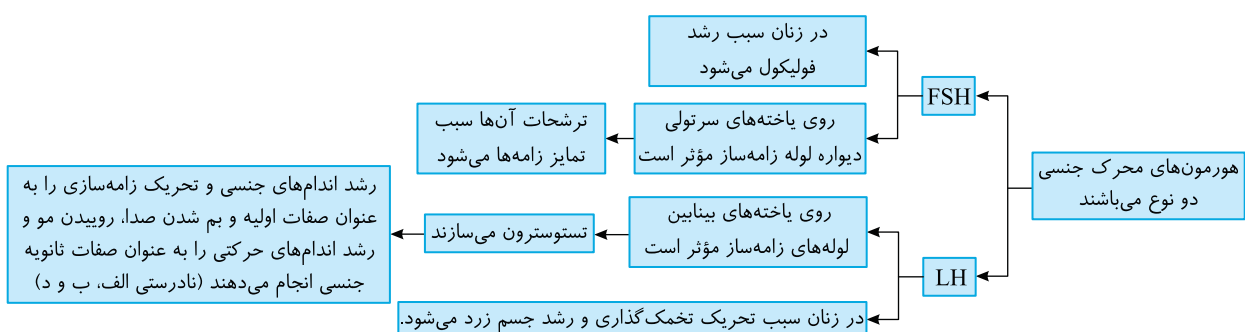 هورمون‌های محرک جنسی
دو نوع می‌باشند
FSH
در زنان سبب رشد
فولیکول می‌شود
روی یاخته‌های سرتولی
دیواره لوله زامه‌ساز مؤثر است
ترشحات آن‌ها سبب
تمایز زامه‌ها می‌شود
LH
روی یاخته‌های بینابین
لوله‌های زامه‌ساز مؤثر است
تستوسترون می‌سازند
رشد اندام‌های جنسی و تحریک زامه‌سازی را به
عنوان صفات اولیه و بم شدن صدا، روییدن مو و
رشد اندام‌های حرکتی را به عنوان صفات ثانویه
جنسی انجام می‌دهند (نادرستی الف، ب و د)
در زنان سبب تحریک تخمک‌گذاری و رشد جسم زرد می‌شود.